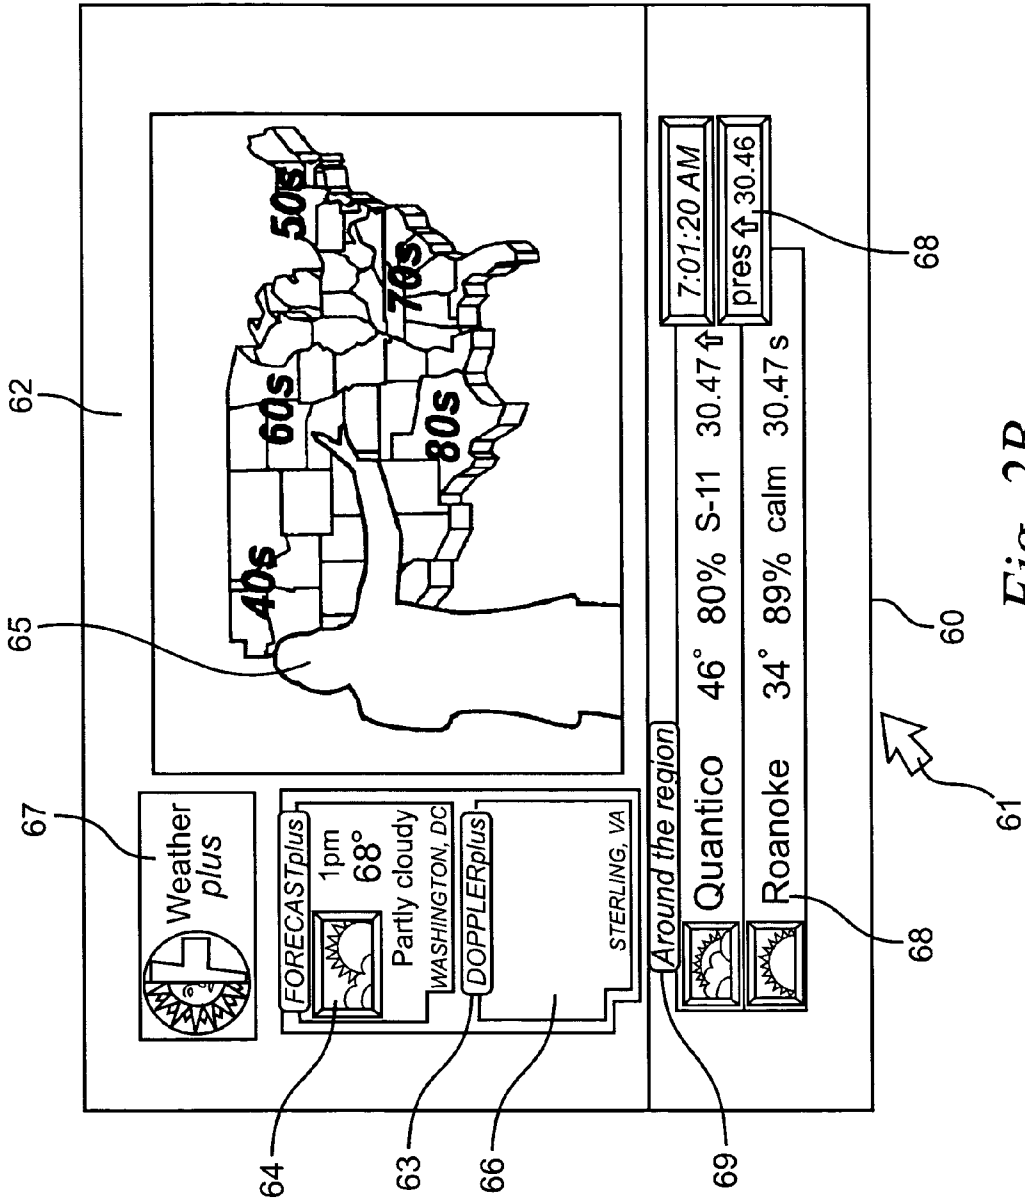 67
65
62
Weather
plus
FORECASTplus
1pm
68°
Partly cloudy
WASHINGTON, DC
DOPPLERplus
STERLING, VA
40s
60s
50s
70s
80s
64
63
66
69
Around the region
7:01:20 AM
Quantico 46° 80% S-11 30.47⇧
pres⇧ 30.46
Roanoke 34° 89% calm 30.47 s
68
68
61
60
Fig. 2B